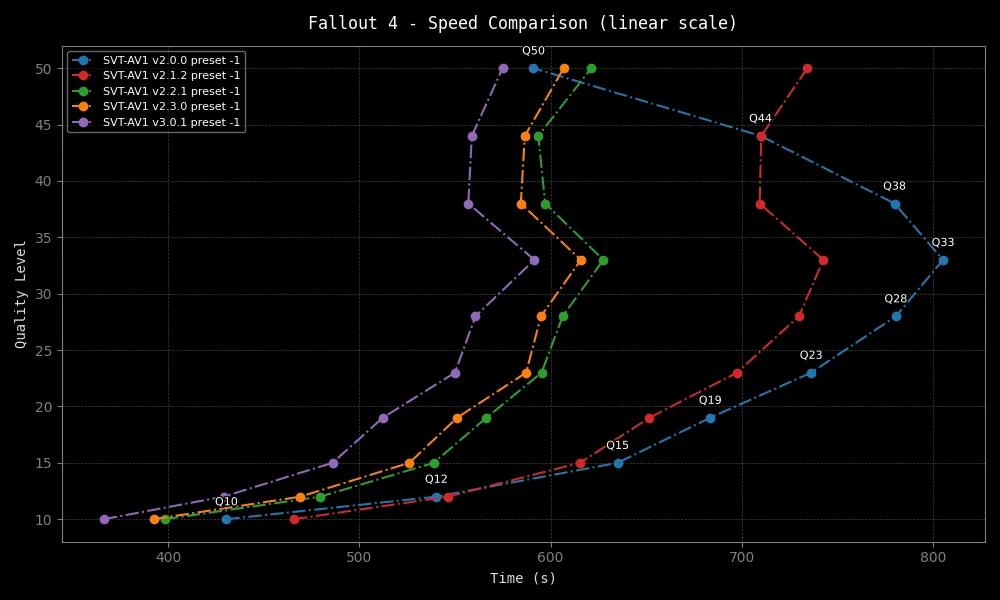 Fallout 4 - Speed Comparison (linear scale)
Q50
50
SVT-AV1 v2.0.0 preset -1
SVT-AV1 v2.1.2 preset -1
SVT-AV1 v2.2.1 preset -1
SVT-AV1 v2.3.0 preset -1
SVT-AV1 v3.0.1 preset -1
45
Q44
40
Q38
35
Q33
30
Q28
25
Q23
20
Q19
15
Q15
Q12
10
Q10
Quality Level
400
500
600
700
800
Time (s)